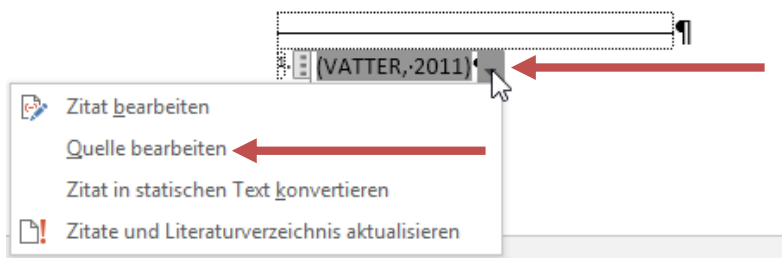 ¶
(VATTER,·2011)
Zitat bearbeiten
Quelle bearbeiten
Zitat in statischen Text konvertieren
Zitate und Literaturverzeichnis aktualisieren